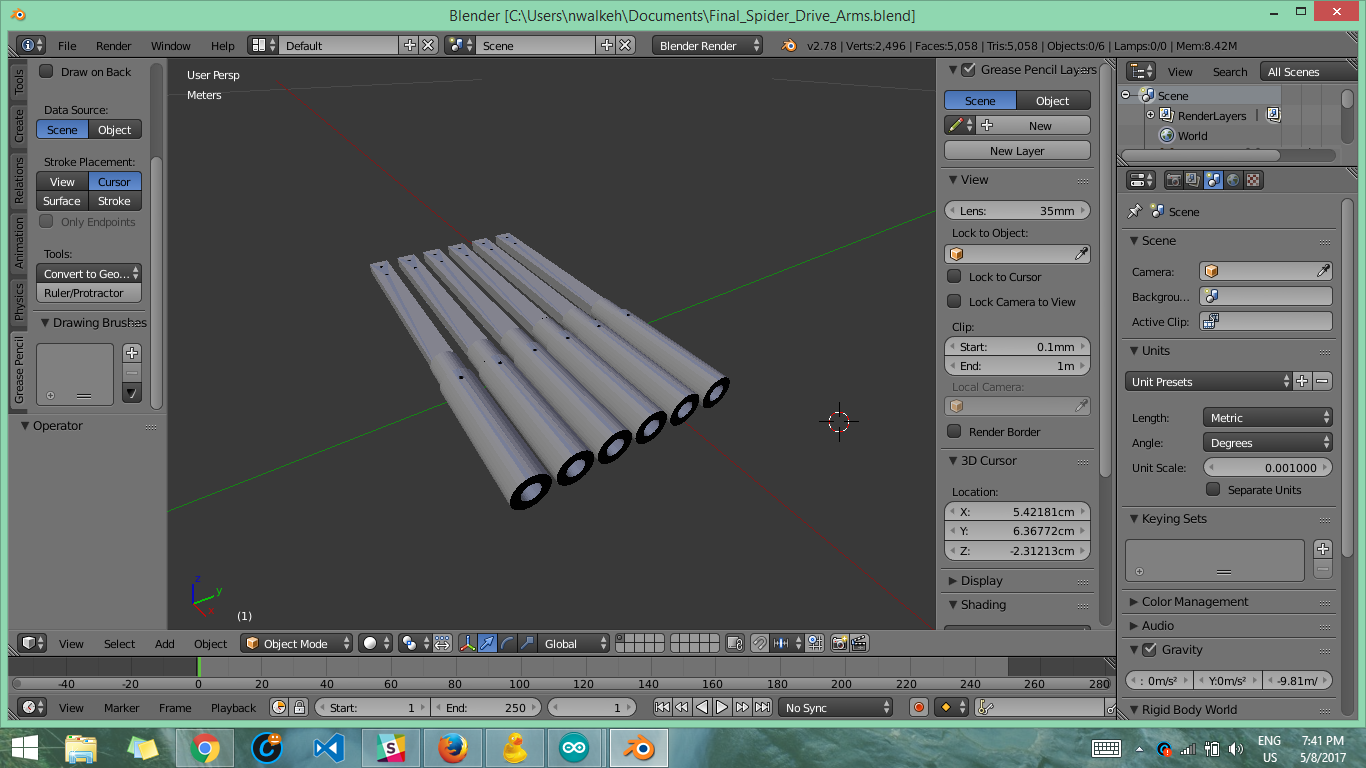 Blender [C:\Users\nwalkeh\Documents\Final_Spider_Drive_Arms.blend]
File Render Window Help Default Scene Blender Render v2.78 | Verts:2,496 | Faces:5,058 | Tris:5,058 | Objects:0/6 | Lamps:0/0 | Mem:8.42M
Tools
Create
Relations
Animation
Physics
Grease Pencil
Draw on Back
Data Source:
Scene Object
Stroke Placement:
View Cursor
Surface Stroke
Only Endpoints
Tools:
Convert to Geo...
Ruler/Protractor
Drawing Brushes
Operator
User Persp
Meters
z
y
x
(1)
Grease Pencil Layers
Scene Object
New
New Layer
View
Lens: 35mm
Lock to Object:
Lock to Cursor
Lock Camera to View
Clip:
Start: 0.1mm
End: 1m
Local Camera:
Render Border
3D Cursor
Location:
X: 5.42181cm
Y: 6.36772cm
Z: -2.31213cm
Display
Shading
View Search All Scenes
Scene
RenderLayers
World
Scene
Scene
Camera:
Backgrou...
Active Clip:
Units
Unit Presets
Length: Metric
Angle: Degrees
Unit Scale: 0.001000
Separate Units
Keying Sets
Color Management
Audio
Gravity
: 0m/s² Y:0m/s² -9.81m/
Rigid Body World
View Select Add Object Object Mode Global
-40 -20 0 20 40 60 80 100 120 140 160 180 200 220 240 260 280
View Marker Frame Playback Start: 1 End: 250 1 No Sync
ENG
US
7:41 PM
5/8/2017